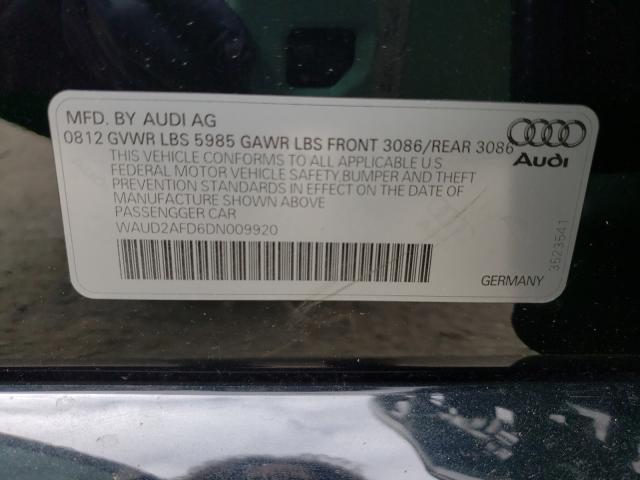 MFD. BY AUDI AG
0812 GVWR LBS 5985 GAWR LBS FRONT 3086/REAR 3086
THIS VEHICLE CONFORMS TO ALL APPLICABLE U.S
FEDERAL MOTOR VEHICLE SAFETY,BUMPER AND THEFT
PREVENTION STANDARDS IN EFFECT ON THE DATE OF
MANUFACTURE SHOWN ABOVE
PASSENGGER CAR
WAUD2AFD6DN009920
Audi
3523541
GERMANY